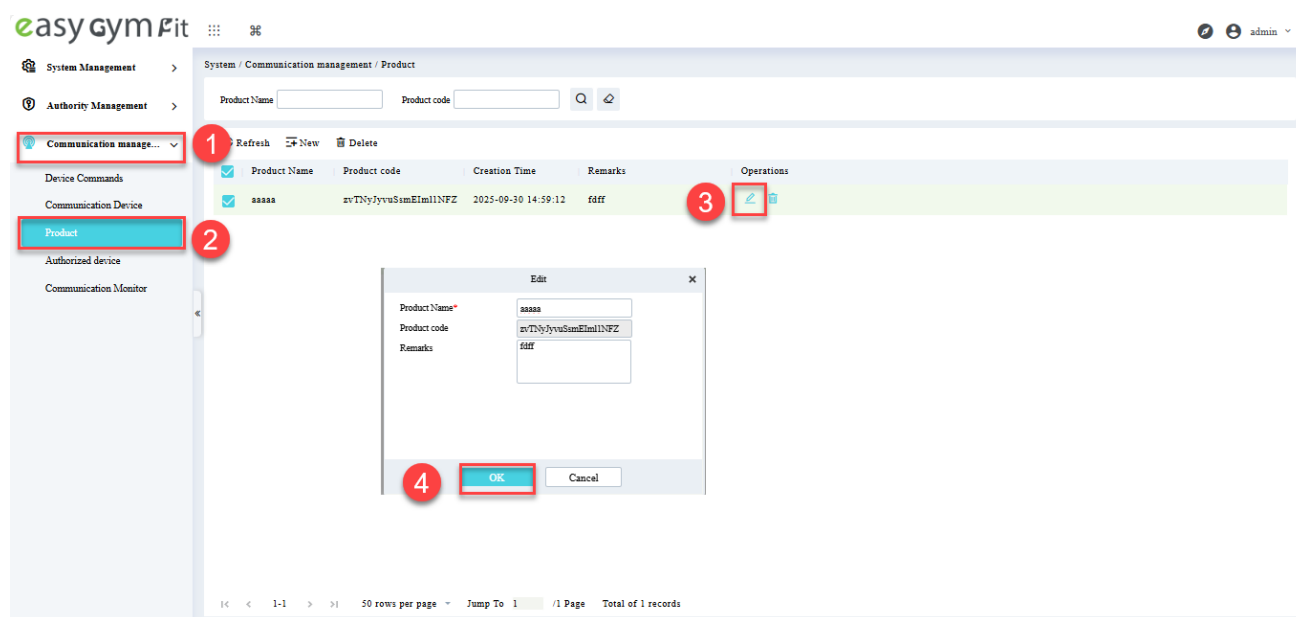 easy Gym Fit
admin
System Management
Authority Management
Communication manage...
Device Commands
Communication Device
Product
Authorized device
Communication Monitor
System / Communication management / Product
Product Name Product code
1 Refresh New Delete
Product Name Product code Creation Time Remarks Operations
aaaaa zvTNyJyvuSsmEIml1NFZ 2025-09-30 14:59:12 fdff 3
2
Edit
Product Name* aaaaa
Product code zvTNyJyvuSsmEIml1NFZ
Remarks fdff
4 OK Cancel
1-1 50 rows per page Jump To 1 /1 Page Total of 1 records